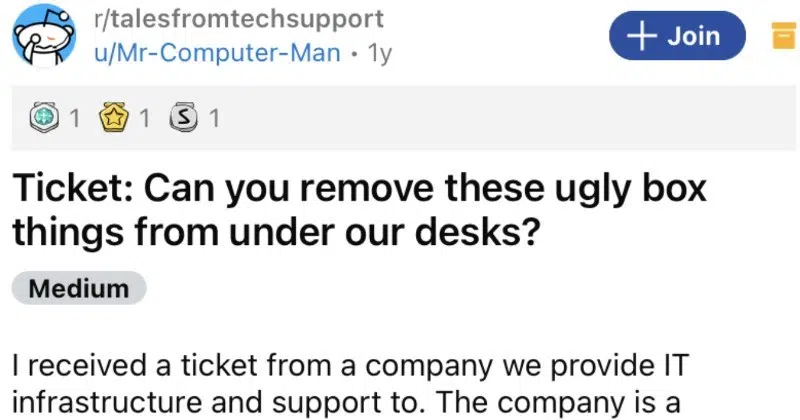 r/talesfromtechsupport
u/Mr-Computer-Man • 1y
+ Join
1 1 S 1
Ticket: Can you remove these ugly box
things from under our desks?
Medium
I received a ticket from a company we provide IT
infrastructure and support to. The company is a